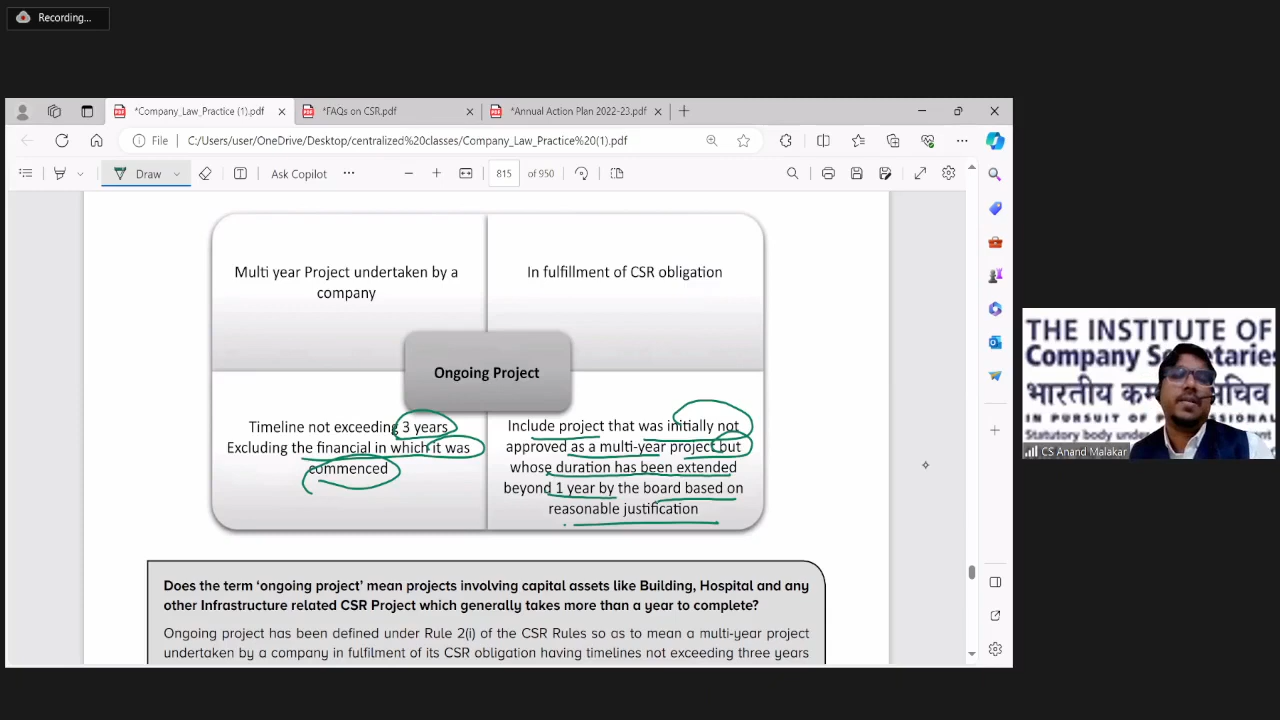 Recording...
*Company_Law_Practice (1).pdf
*FAQs on CSR.pdf
*Annual Action Plan 2022-23.pdf
File
C:/Users/user/OneDrive/Desktop/centralized%20classes/Company_Law_Practice%20(1).pdf
Draw
Ask Copilot
815
of 950
Multi year Project undertaken by a
company
In fulfillment of CSR obligation
Ongoing Project
Timeline not exceeding 3 years
Excluding the financial in which it was
commenced
Include project that was initially not
approved as a multi-year project but
whose duration has been extended
beyond 1 year by the board based on
reasonable justification
Does the term ‘ongoing project’ mean projects involving capital assets like Building, Hospital and any
other Infrastructure related CSR Project which generally takes more than a year to complete?
Ongoing project has been defined under Rule 2(i) of the CSR Rules so as to mean a multi-year project
undertaken by a company in fulfilment of its CSR obligation having timelines not exceeding three years
THE INSTITUTE OF
Company Se etaries
भारतीय कम सचिव
IN PURSUIT OF
Statutory body unde
CS Anand Malakar